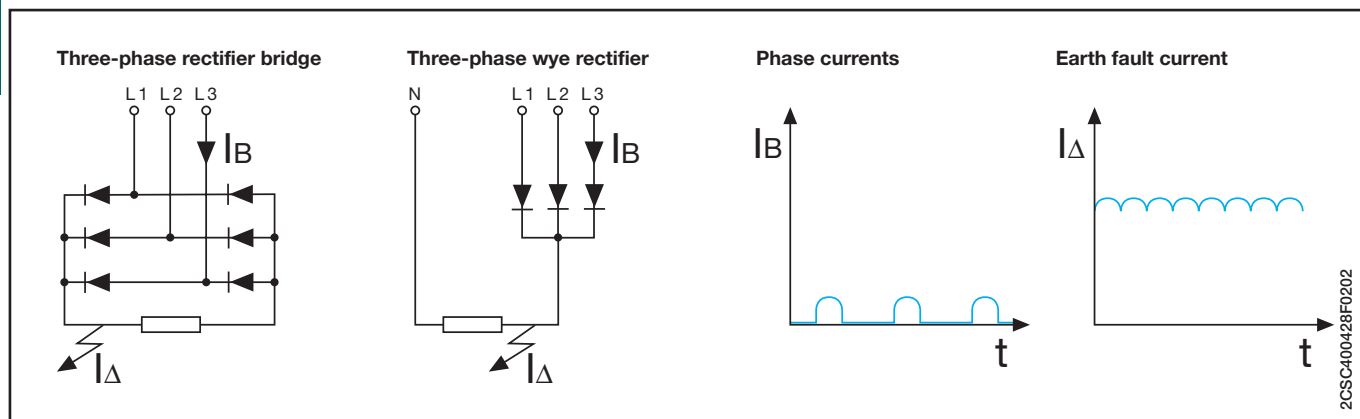 Three-phase rectifier bridge
L1 L2 L3
IB
IΔ
Three-phase wye rectifier
N L1 L2 L3
IB
IΔ
Phase currents
IB
t
Earth fault current
IΔ
t
2CSC400428F0202